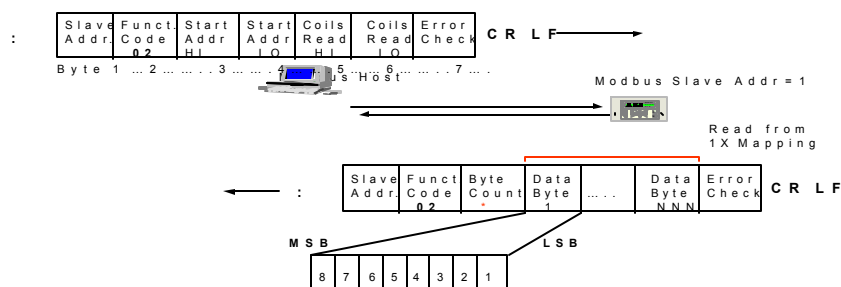 : Slave Funct. Start Start Coils Coils Error CR LF
Addr. Code Addr Addr Read Read Check
02 HI LO HI LO
Byte 1 ...2... ....3 ... ....4... ...5... ...6... ....7....
us Host
Modbus Slave Addr=1
Read from
1X Mapping
: Slave Funct Byte Data ..... Data Error CR LF
Addr. Code Count Byte Byte Check
02 * 1 NNN
MSB LSB
8 7 6 5 4 3 2 1